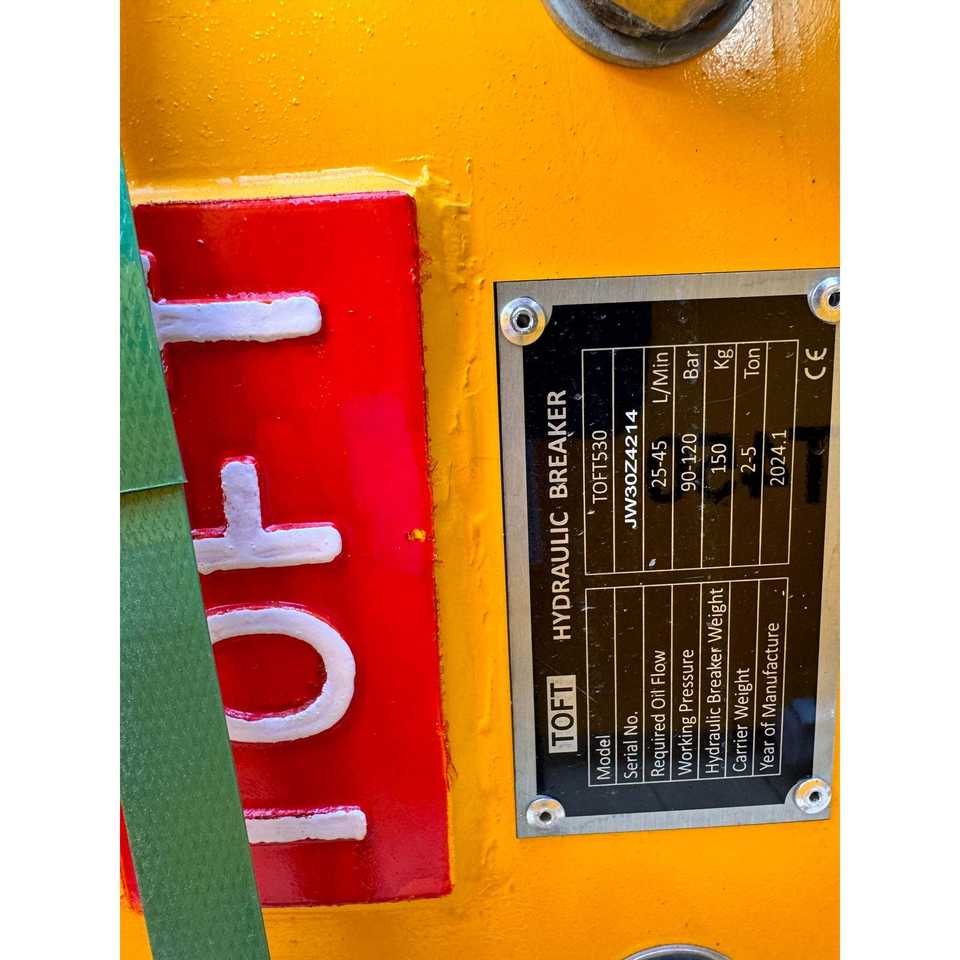 TOFT
TOFT HYDRAULIC BREAKER
Model TOFT530
Serial No. JW30Z4214
Required Oil Flow 25-45 L/Min
Working Pressure 90-120 Bar
Hydraulic Breaker Weight 150 Kg
Carrier Weight 2-5 Ton
Year of Manufacture 2024.1
CE